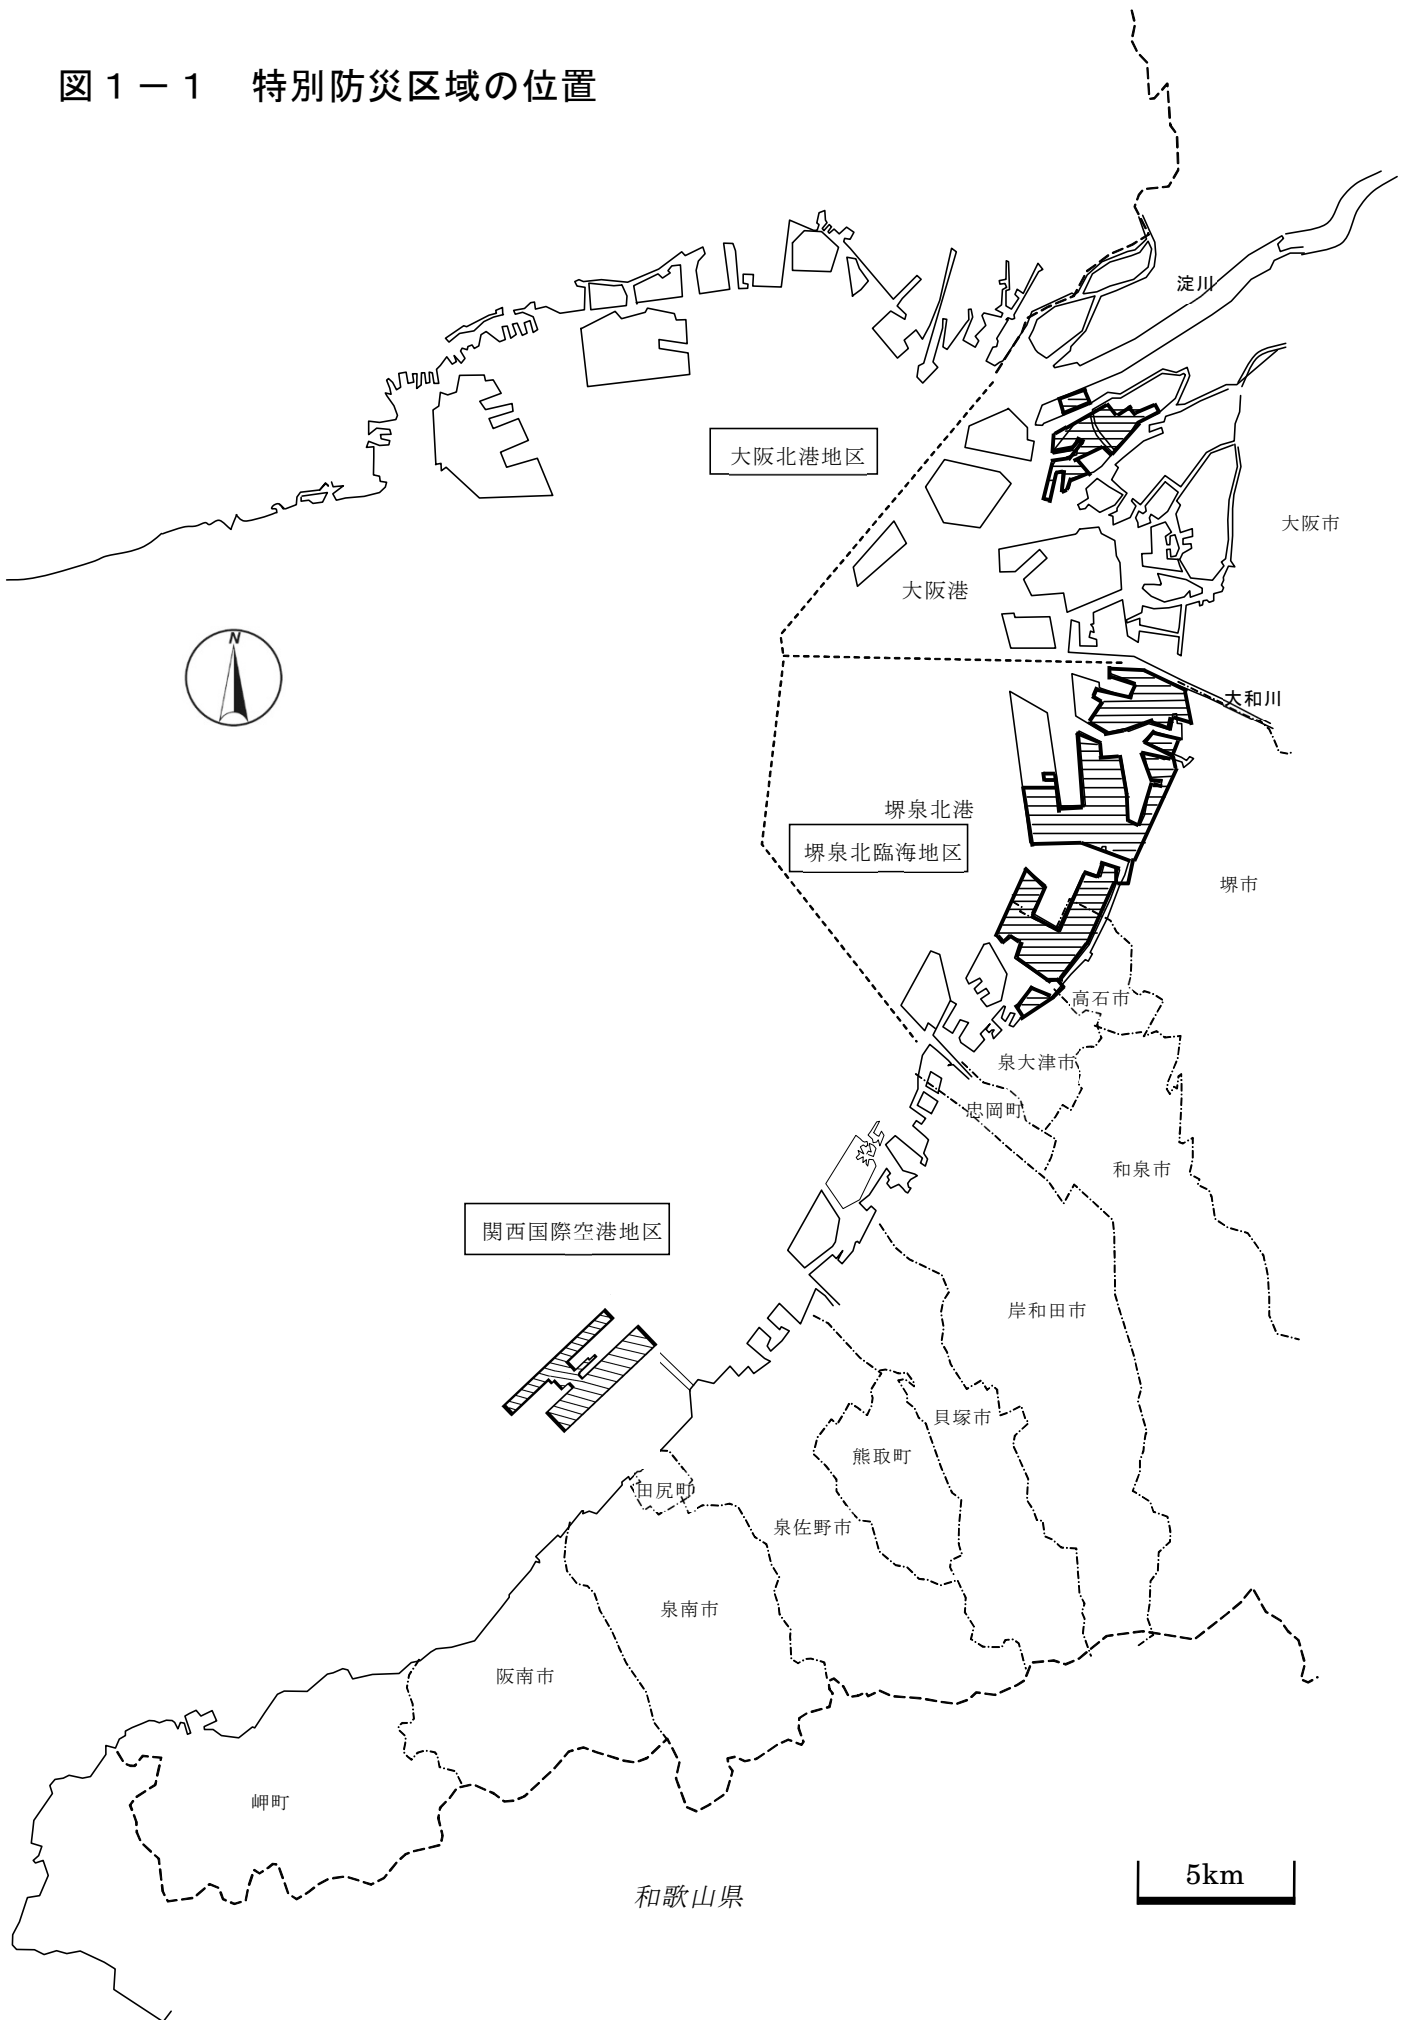 図１－１　特別防災区域の位置
淀川
大阪北港地区
大阪市
大阪港
N
大和川
堺泉北港
堺泉北臨海地区
堺市
高石市
泉大津市
忠岡町
和泉市
関西国際空港地区
岸和田市
貝塚市
熊取町
田尻町
泉佐野市
泉南市
阪南市
岬町
5km
和歌山県